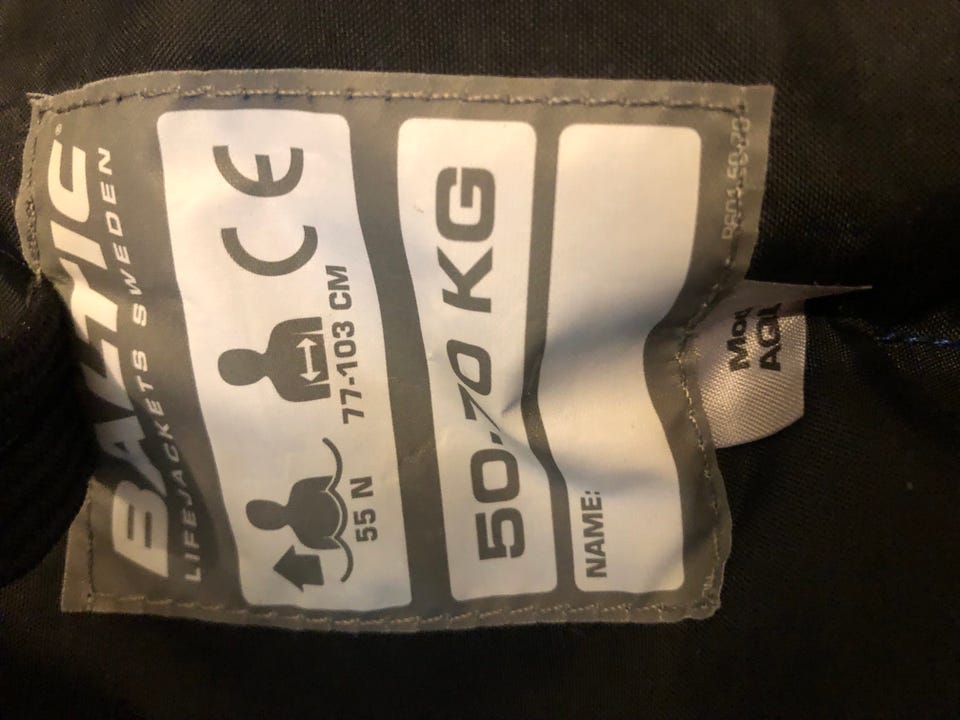 BALTIC®
LIFEJACKETS SWEDEN
CE
55 N
77-103 CM
50-70 KG
NAME: